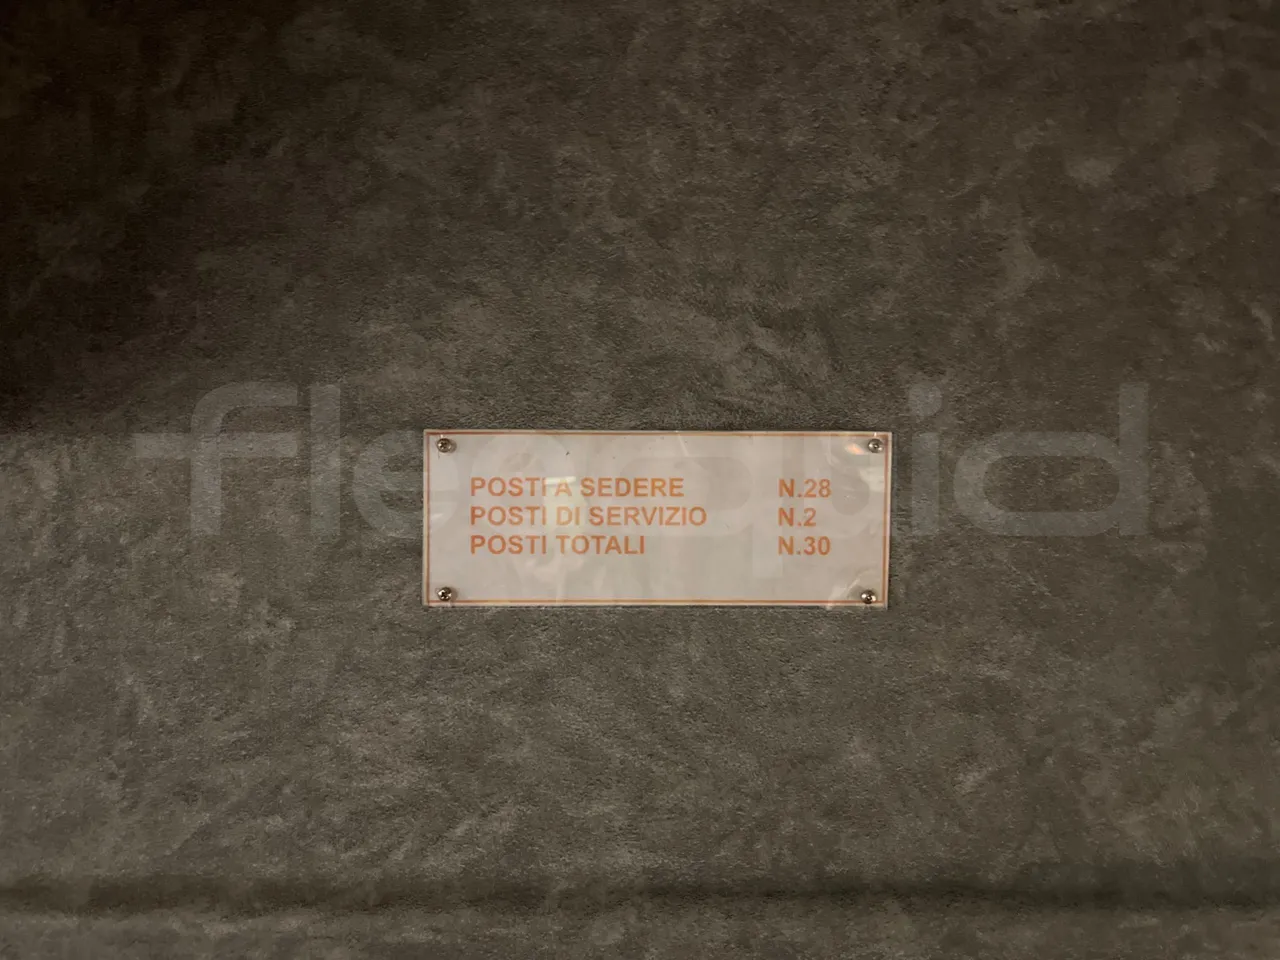 POSTI A SEDERE N.28
POSTI DI SERVIZIO N.2
POSTI TOTALI N.30